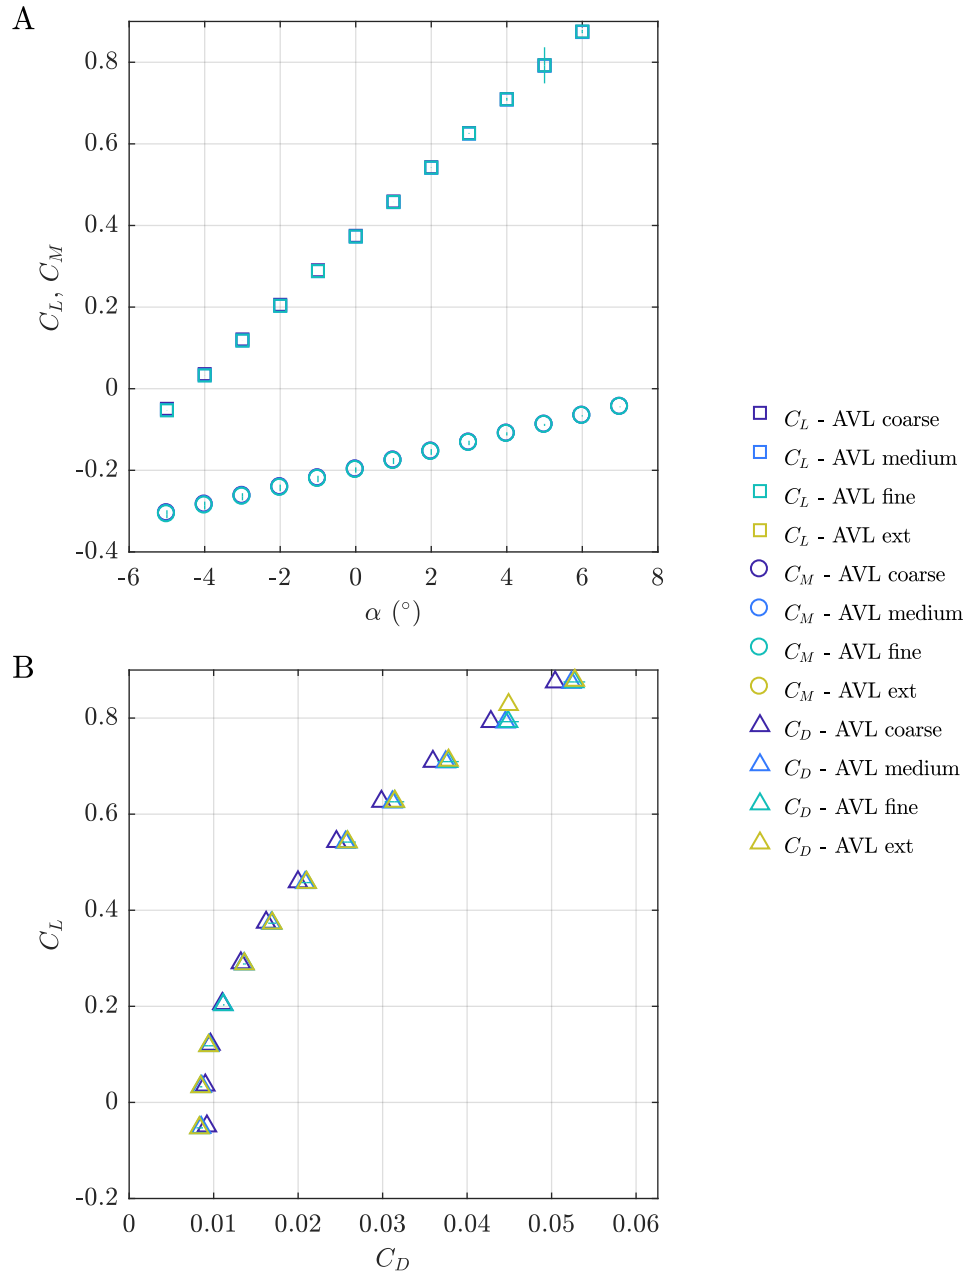 A
0.8
0.6
0.4
0.2
0
-0.2
-0.4
C_L, C_M
-6 -4 -2 0 2 4 6 8
α (°)
B
0.8
0.6
0.4
0.2
0
-0.2
C_L
0 0.01 0.02 0.03 0.04 0.05 0.06
C_D
C_L - AVL coarse
C_L - AVL medium
C_L - AVL fine
C_L - AVL ext
C_M - AVL coarse
C_M - AVL medium
C_M - AVL fine
C_M - AVL ext
C_D - AVL coarse
C_D - AVL medium
C_D - AVL fine
C_D - AVL ext